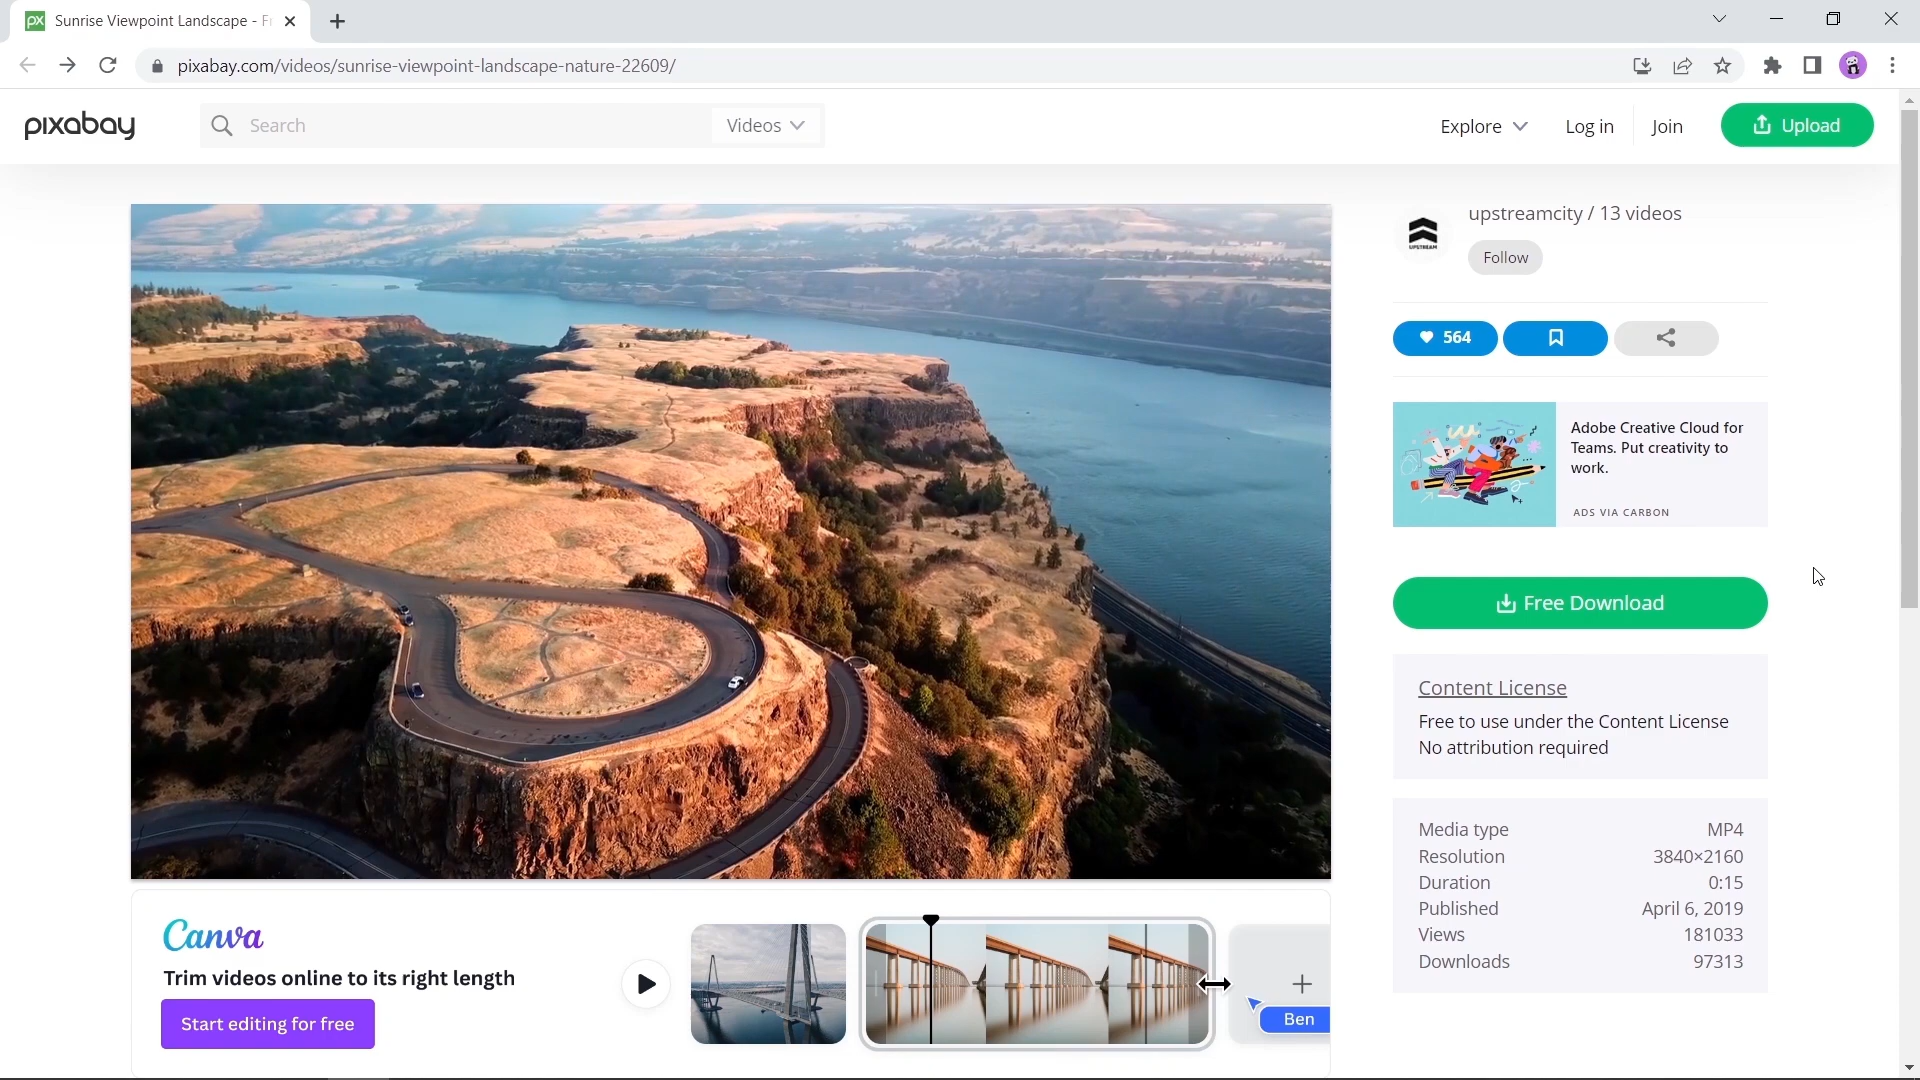 Sunrise Viewpoint Landscape - Fr
pixabay.com/videos/sunrise-viewpoint-landscape-nature-22609/
pixabay
Search
Videos
Explore
Log in
Join
Upload
upstreamcity / 13 videos
UPSTREAM
Follow
564
Adobe Creative Cloud for
Teams. Put creativity to
work.
ADS VIA CARBON
Free Download
Content License
Free to use under the Content License
No attribution required
Media type MP4
Resolution 3840×2160
Duration 0:15
Published April 6, 2019
Views 181033
Downloads 97313
Canva
Trim videos online to its right length
Start editing for free
Ben